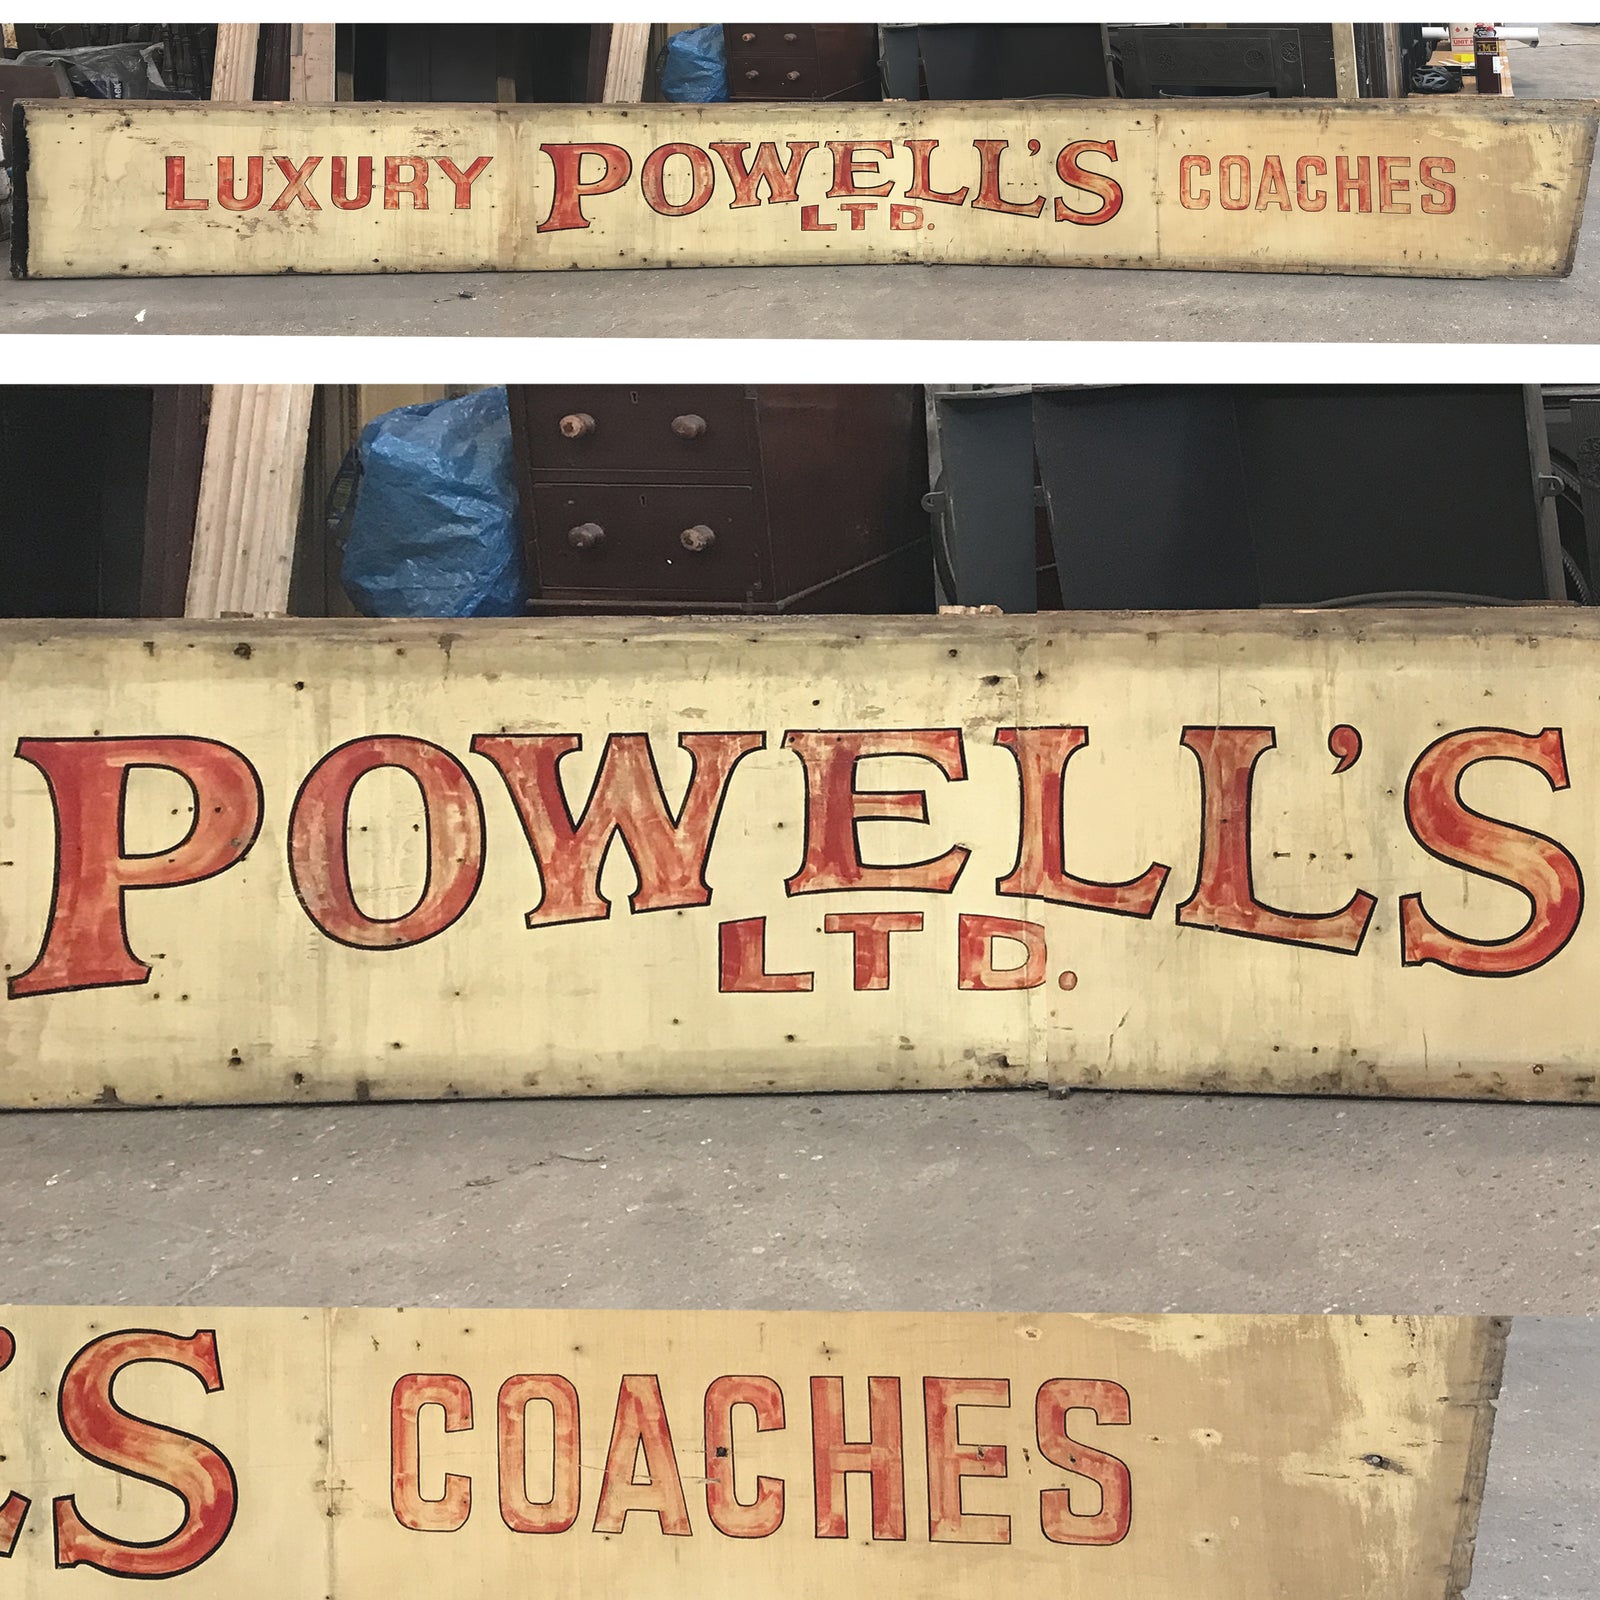 LUXURY POWELL'S COACHES
LTD.
POWELL'S
LTD.
'S COACHES